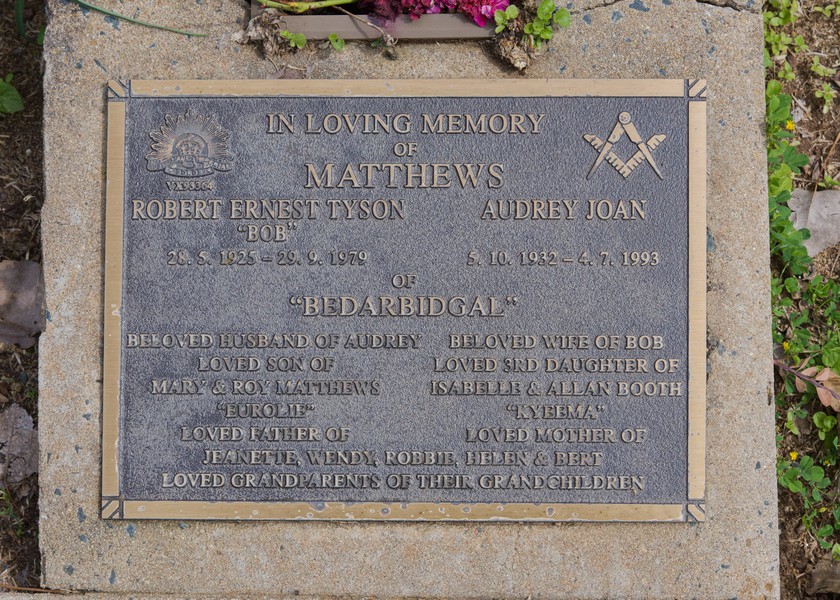 IN LOVING MEMORY
OF
MATTHEWS
VX93364
ROBERT ERNEST TYSON
"BOB"
28. 5. 1925 – 29. 9. 1979
AUDREY JOAN
5. 10. 1932 – 4. 7. 1993
OF
"BEDARBIDGAL"
BELOVED HUSBAND OF AUDREY
LOVED SON OF
MARY & ROY MATTHEWS
"EUROLIE"
LOVED FATHER OF
BELOVED WIFE OF BOB
LOVED 3RD DAUGHTER OF
ISABELLE & ALLAN BOOTH
"KYEEMA"
LOVED MOTHER OF
JEANETTE, WENDY, ROBBIE, HELEN & BERT
LOVED GRANDPARENTS OF THEIR GRANDCHILDREN